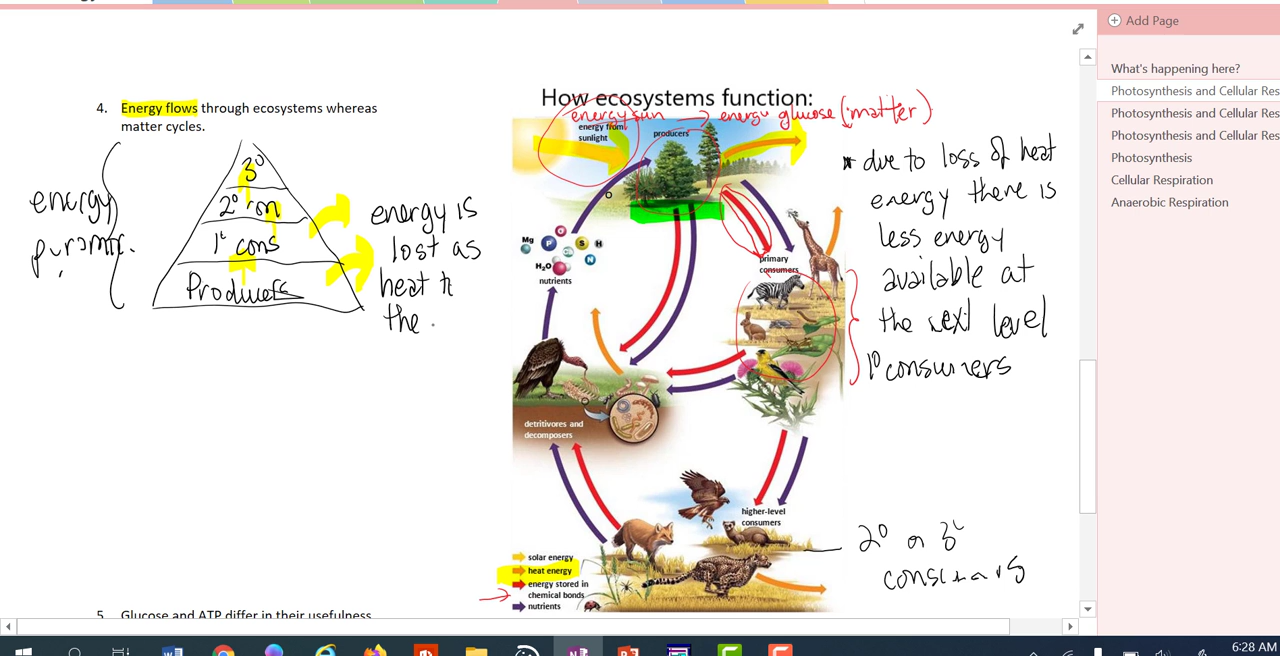 + Add Page
What's happening here?
Photosynthesis and Cellular Res
Photosynthesis and Cellular Res
Photosynthesis and Cellular Res
Photosynthesis
Cellular Respiration
Anaerobic Respiration
4. Energy flows through ecosystems whereas
matter cycles.
energy
3°
2° con
1° cons
Producers
energy is
lost as
heat to
the
How ecosystems function:
energy sun → energy glucose (matter)
energy from
sunlight
producers
Mg
P
O
S
H
N
H₂O
nutrients
primary
consumers
detritivores and
decomposers
higher-level
consumers
solar energy
heat energy
energy stored in
chemical bonds
nutrients
* due to loss of heat
energy there is
less energy
available at
the next level
1° consumers
2° or 3°
consumers
5. Glucose and ATP differ in their usefulness
6:28 AM